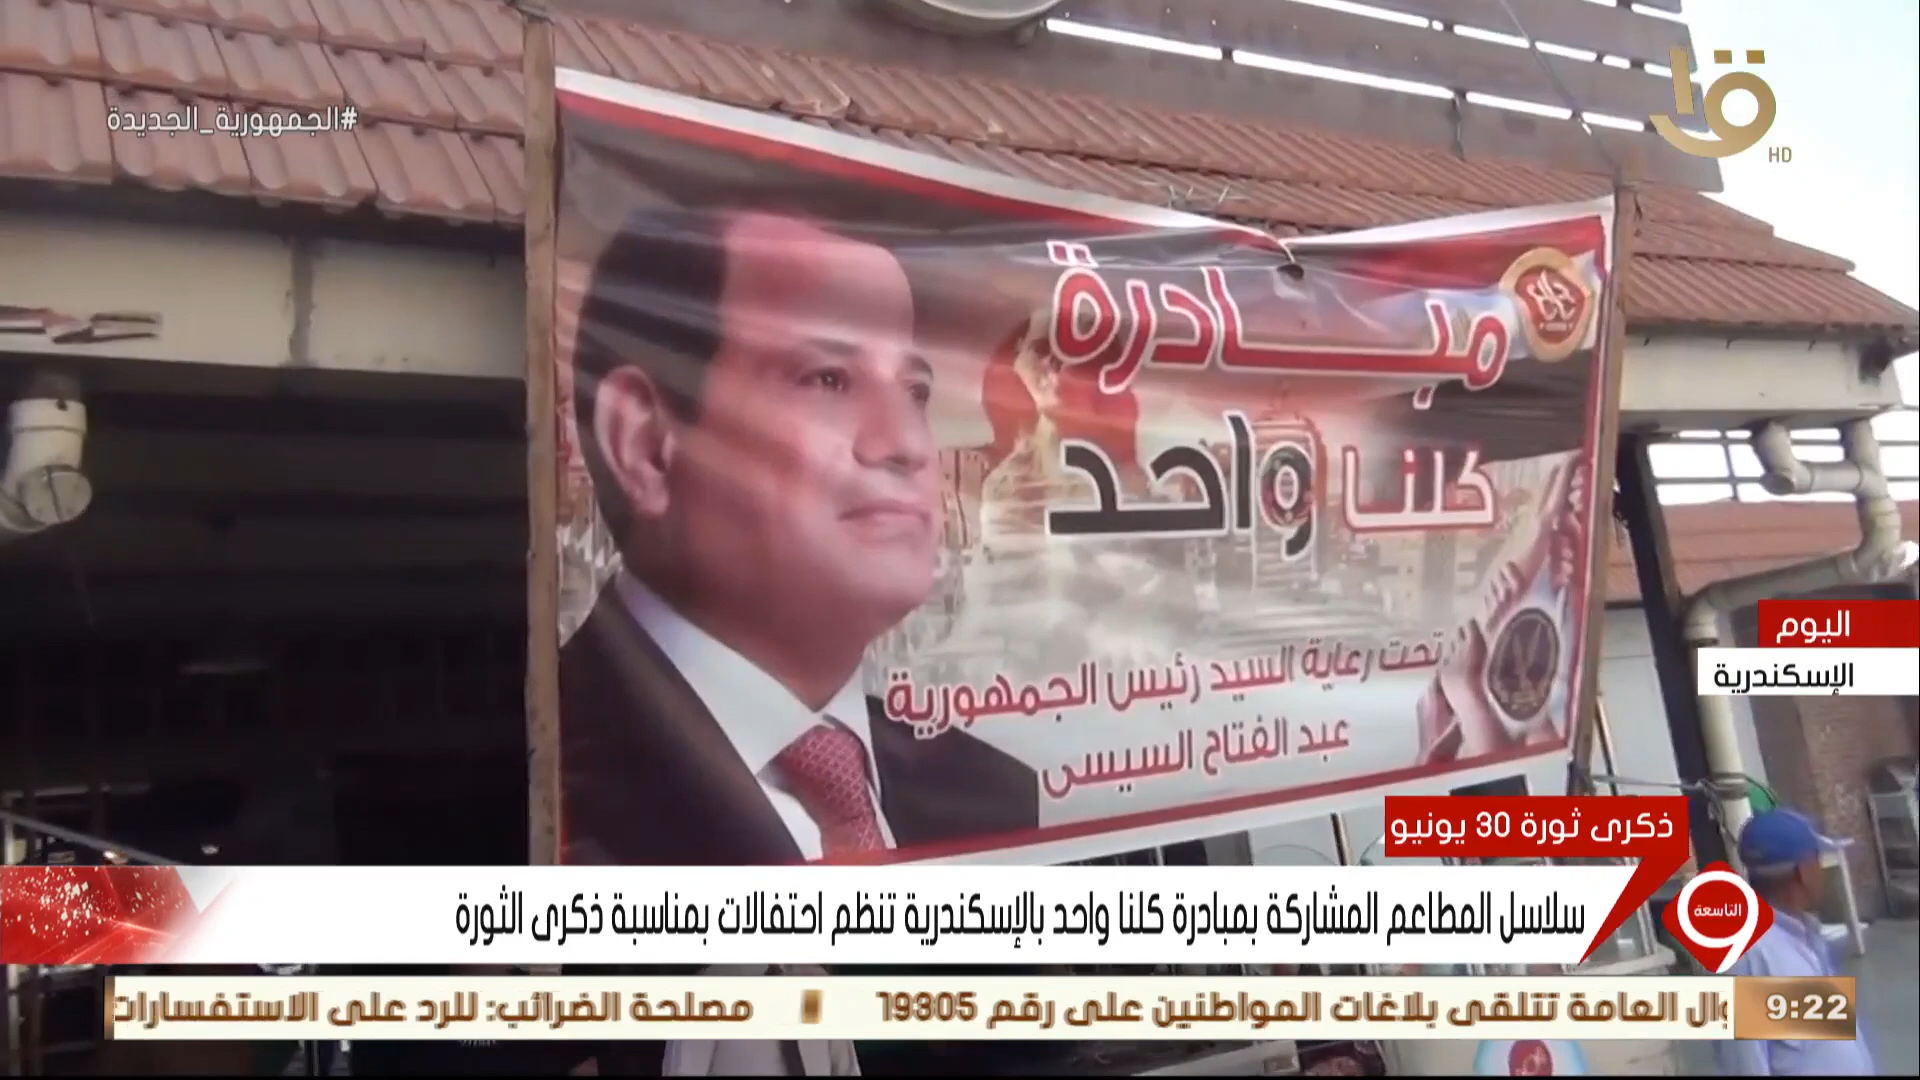 #الجمهورية_الجديدة
HD
مبادرة
كلنا واحد
تحت رعاية السيد رئيس الجمهورية
عبد الفتاح السيسى
اليوم
الإسكندرية
ذكرى ثورة 30 يونيو
سلاسل المطاعم المشاركة بمبادرة كلنا واحد بالإسكندرية تنظم احتفالات بمناسبة ذكرى الثورة
التاسعة
9:22
العامة تتلقى بلاغات المواطنين على رقم 19305 مصلحة الضرائب: للرد على الاستفسارات